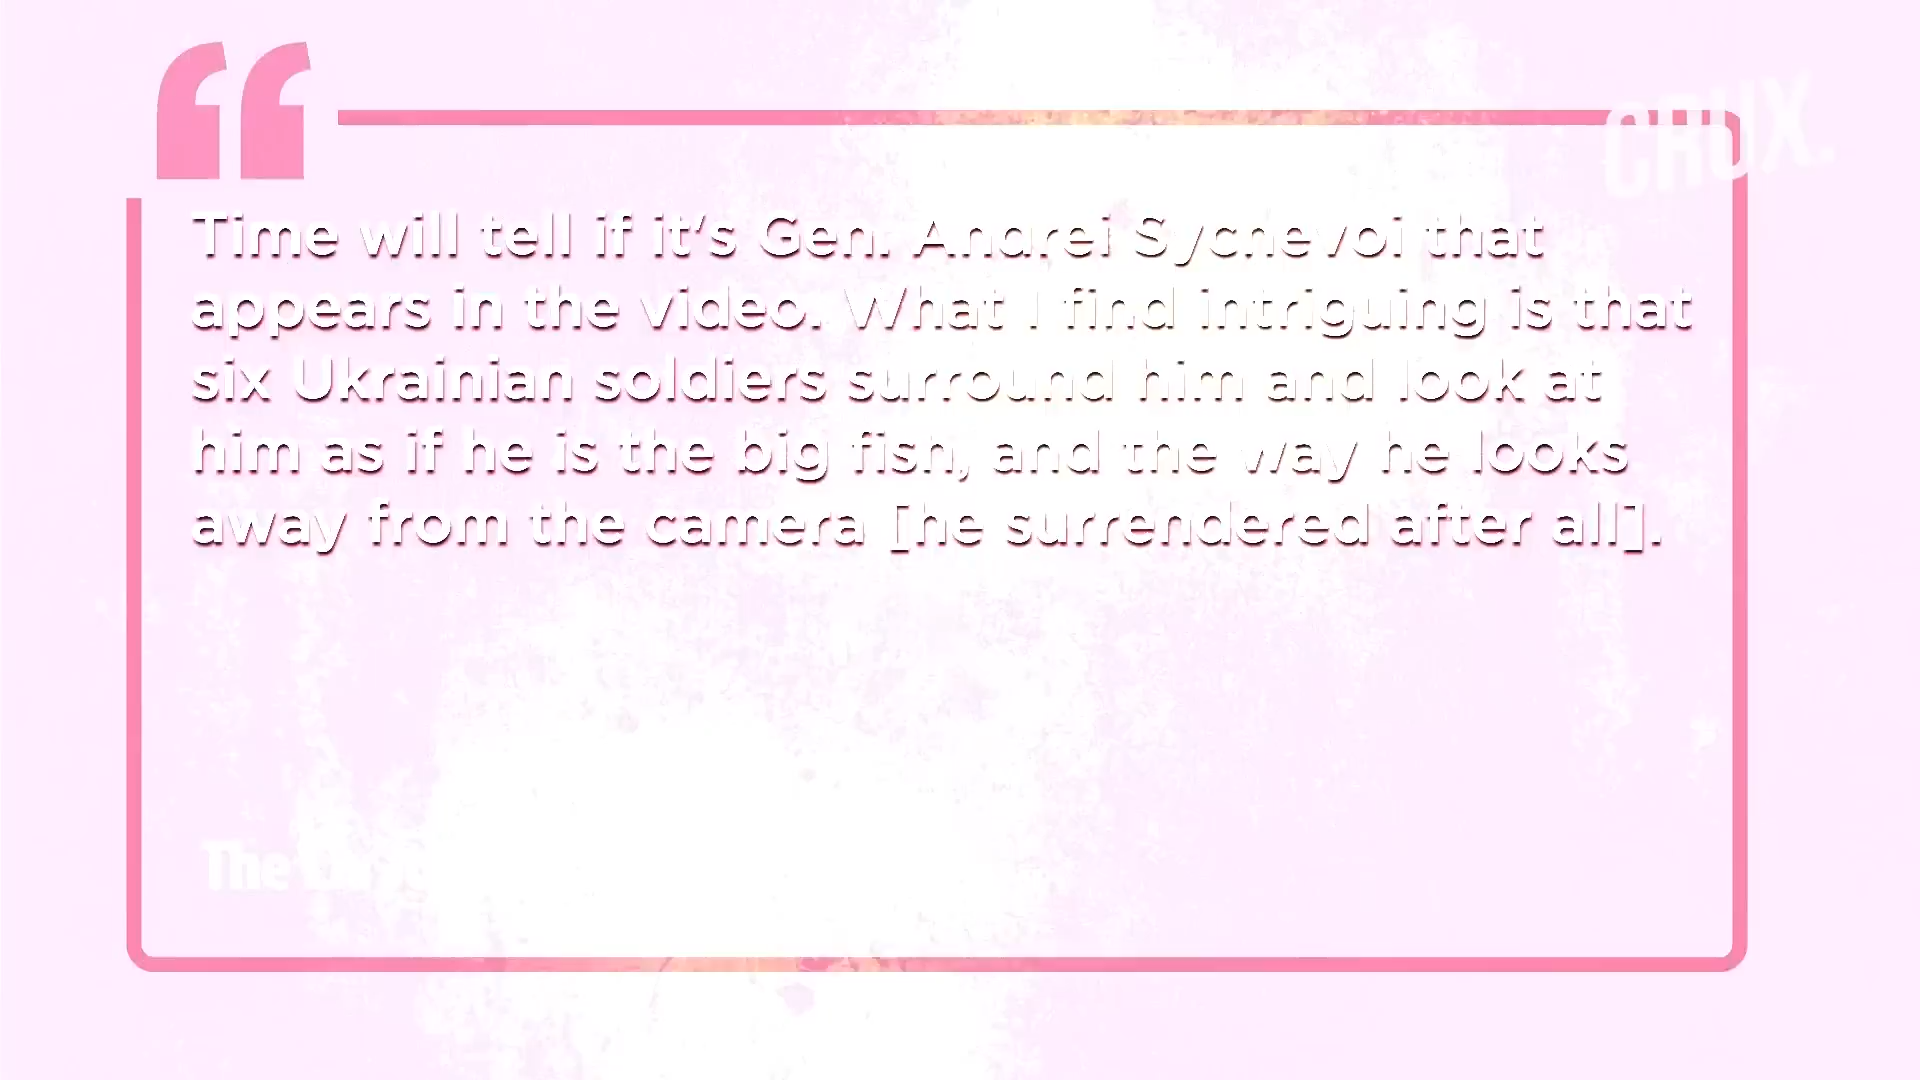 CRUX.
Time will tell if it's Gen. Andrei Sychevoi that
appears in the video. What I find intriguing is that
six Ukrainian soldiers surround him and look at
him as if he is the big fish, and the way he looks
away from the camera [he surrendered after all].
The